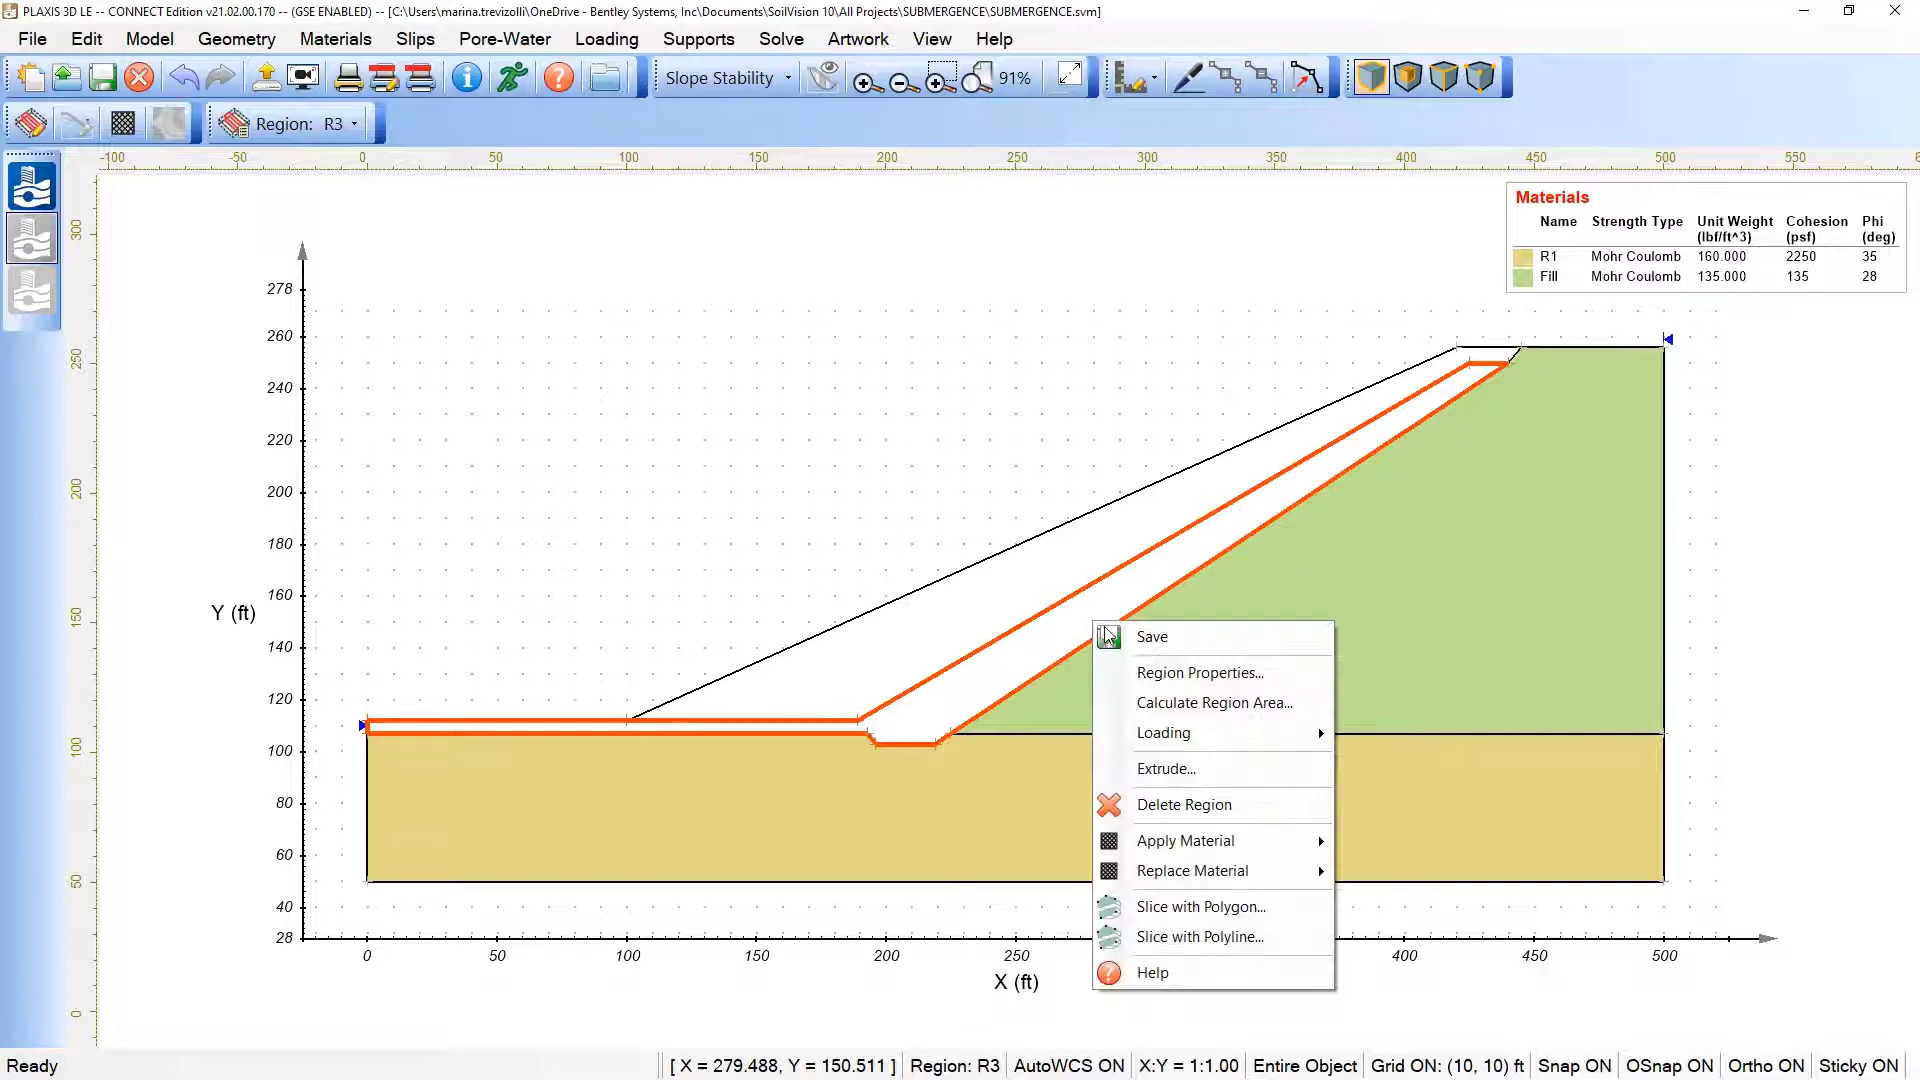 PLAXIS 3D LE -- CONNECT Edition v21.02.00.170 -- (GSE ENABLED) -- [C:\Users\marina.trevizolli\OneDrive - Bentley Systems, Inc\Documents\SoilVision 10\All Projects\SUBMERGENCE\SUBMERGENCE.svm]
File Edit Model Geometry Materials Slips Pore-Water Loading Supports Solve Artwork View Help
Slope Stability 91%
Region: R3
-100 -50 0 50 100 150 200 250 300 350 400 450 500 550
Materials
Name Strength Type Unit Weight Cohesion Phi
(lbf/ft^3) (psf) (deg)
R1 Mohr Coulomb 160.000 2250 35
Fill Mohr Coulomb 135.000 135 28
300
250
200
150
100
50
0
278
260
240
220
200
180
160
140
120
100
80
60
40
28
Y (ft)
Save
Region Properties...
Calculate Region Area...
Loading
Extrude...
Delete Region
Apply Material
Replace Material
Slice with Polygon...
Slice with Polyline...
Help
0 50 100 150 200 250 400 450 500
X (ft)
Ready [ X = 279.488, Y = 150.511 ] Region: R3 AutoWCS ON X:Y = 1:1.00 Entire Object Grid ON: (10, 10) ft Snap ON OSnap ON Ortho ON Sticky ON